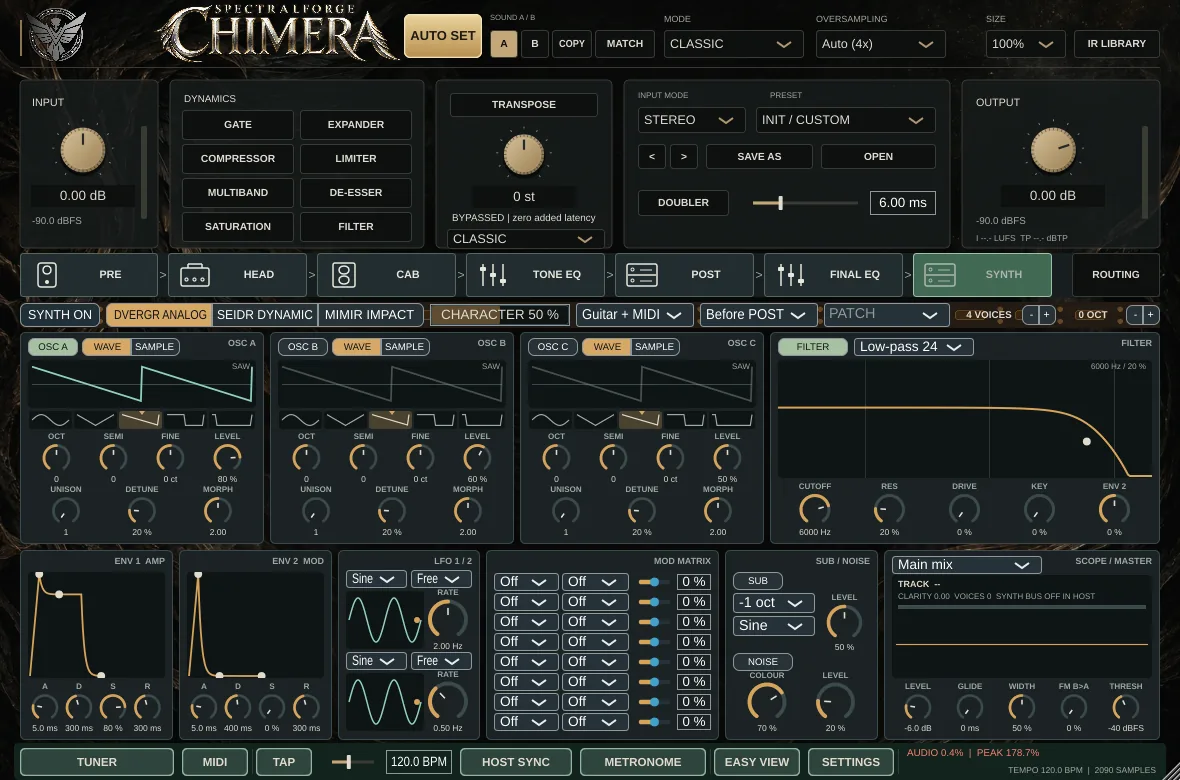 SPECTRALFORGE
CHIMERA
AUTO SET
SOUND A / B
A B COPY MATCH
MODE
CLASSIC
OVERSAMPLING
Auto (4x)
SIZE
100%
IR LIBRARY
INPUT
0.00 dB
-90.0 dBFS
DYNAMICS
GATE EXPANDER
COMPRESSOR LIMITER
MULTIBAND DE-ESSER
SATURATION FILTER
TRANSPOSE
0 st
BYPASSED | zero added latency
CLASSIC
INPUT MODE PRESET
STEREO INIT / CUSTOM
< > SAVE AS OPEN
DOUBLER 6.00 ms
OUTPUT
0.00 dB
-90.0 dBFS
I --.- LUFS TP --.- dBTP
PRE > HEAD > CAB > TONE EQ > POST > FINAL EQ SYNTH ROUTING
SYNTH ON DVERGR ANALOG SEIDR DYNAMIC MIMIR IMPACT CHARACTER 50 % Guitar + MIDI Before POST PATCH 4 VOICES - + 0 OCT - +
OSC A WAVE SAMPLE OSC A
SAW
OCT SEMI FINE LEVEL
0 0 0 ct 80 %
UNISON DETUNE MORPH
1 20 % 2.00
OSC B WAVE SAMPLE OSC B
SAW
OCT SEMI FINE LEVEL
0 0 0 ct 60 %
UNISON DETUNE MORPH
1 20 % 2.00
OSC C WAVE SAMPLE OSC C
SAW
OCT SEMI FINE LEVEL
0 0 0 ct 50 %
UNISON DETUNE MORPH
1 20 % 2.00
FILTER Low-pass 24 FILTER
6000 Hz / 20 %
CUTOFF RES DRIVE KEY ENV 2
6000 Hz 20 % 0 % 0 % 0 %
ENV 1 AMP
A D S R
5.0 ms 300 ms 80 % 300 ms
ENV 2 MOD
A D S R
5.0 ms 400 ms 0 % 300 ms
LFO 1 / 2
Sine Free
RATE
2.00 Hz
Sine Free
RATE
0.50 Hz
MOD MATRIX
Off Off 0 %
Off Off 0 %
Off Off 0 %
Off Off 0 %
Off Off 0 %
Off Off 0 %
Off Off 0 %
Off Off 0 %
SUB / NOISE
SUB
-1 oct
Sine
LEVEL
50 %
NOISE
COLOUR LEVEL
70 % 20 %
Main mix SCOPE / MASTER
TRACK --
CLARITY 0.00 VOICES 0 SYNTH BUS OFF IN HOST
LEVEL GLIDE WIDTH FM B>A THRESH
-6.0 dB 0 ms 50 % 0 % -40 dBFS
TUNER MIDI TAP 120.0 BPM HOST SYNC METRONOME EASY VIEW SETTINGS
AUDIO 0.4% | PEAK 178.7%
TEMPO 120.0 BPM | 2090 SAMPLES